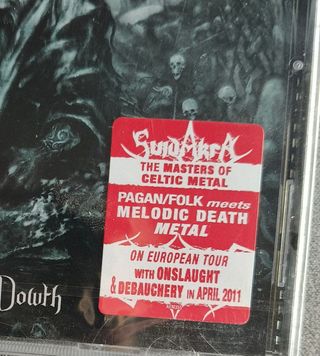 SuidAkrA
THE MASTERS OF
CELTIC METAL
PAGAN/FOLK meets
MELODIC DEATH
METAL
ON EUROPEAN TOUR
WITH ONSLAUGHT
& DEBAUCHERY IN APRIL 2011
Dowth